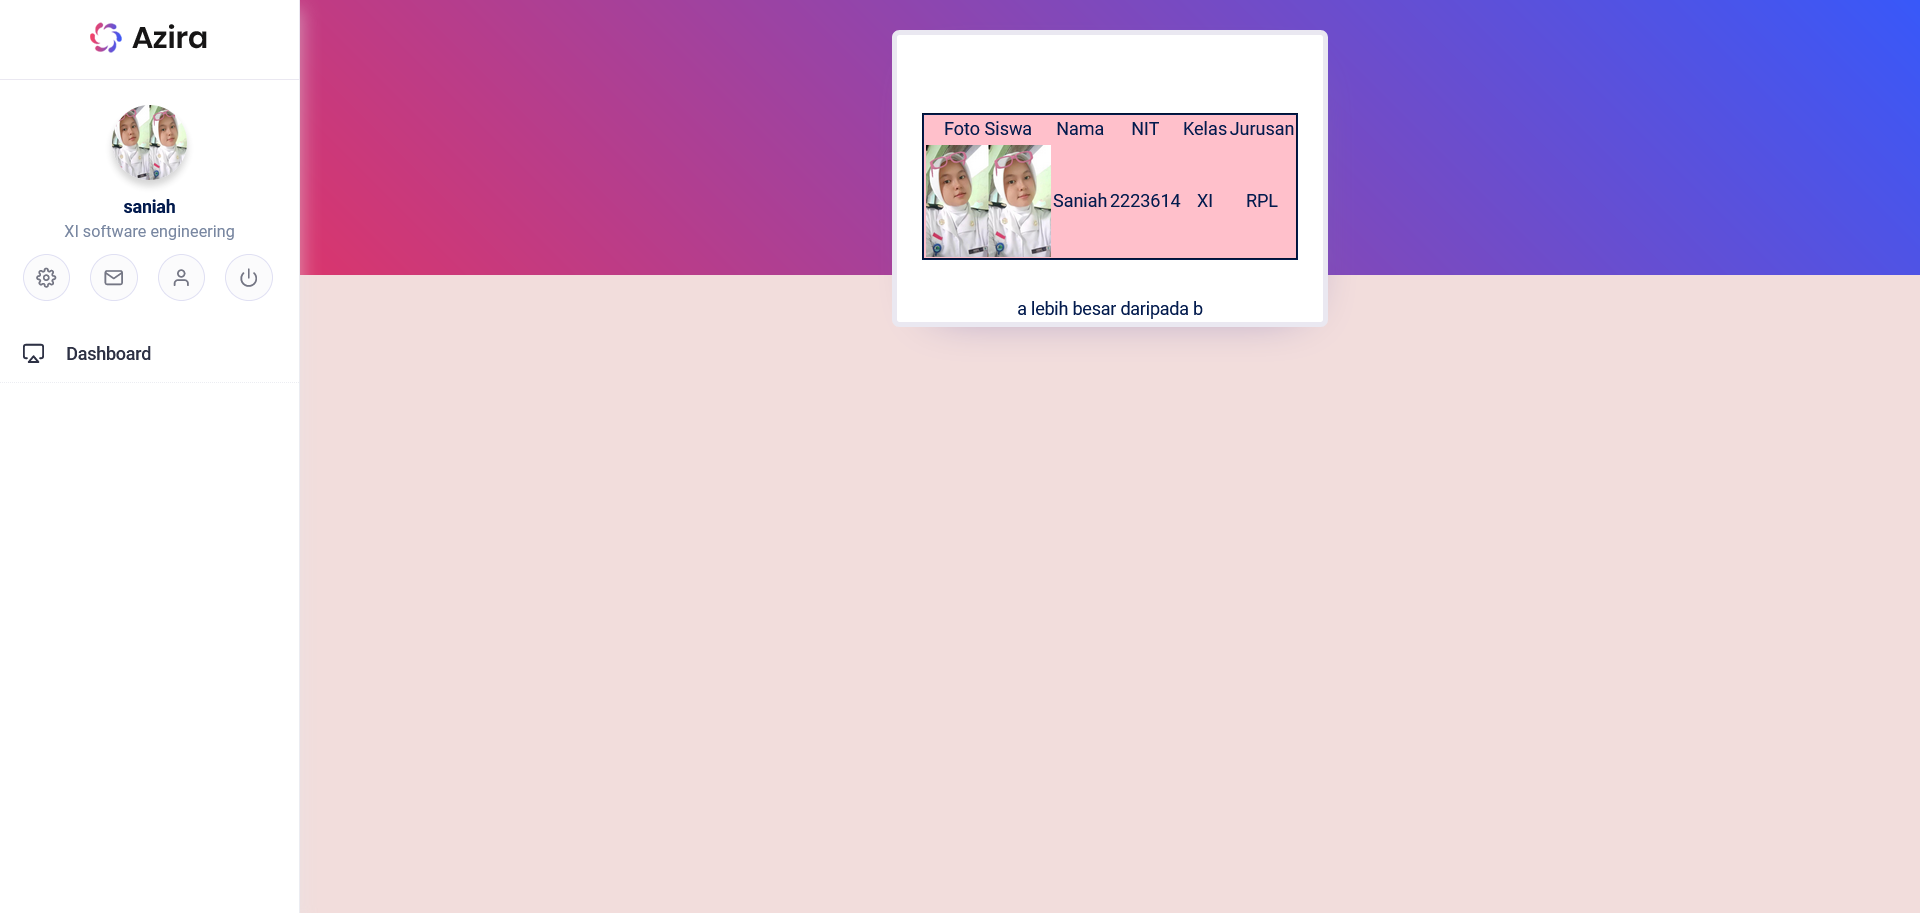 Azira
saniah
XI software engineering
Dashboard
Foto Siswa Nama NIT Kelas Jurusan
Saniah 2223614 XI RPL
a lebih besar daripada b